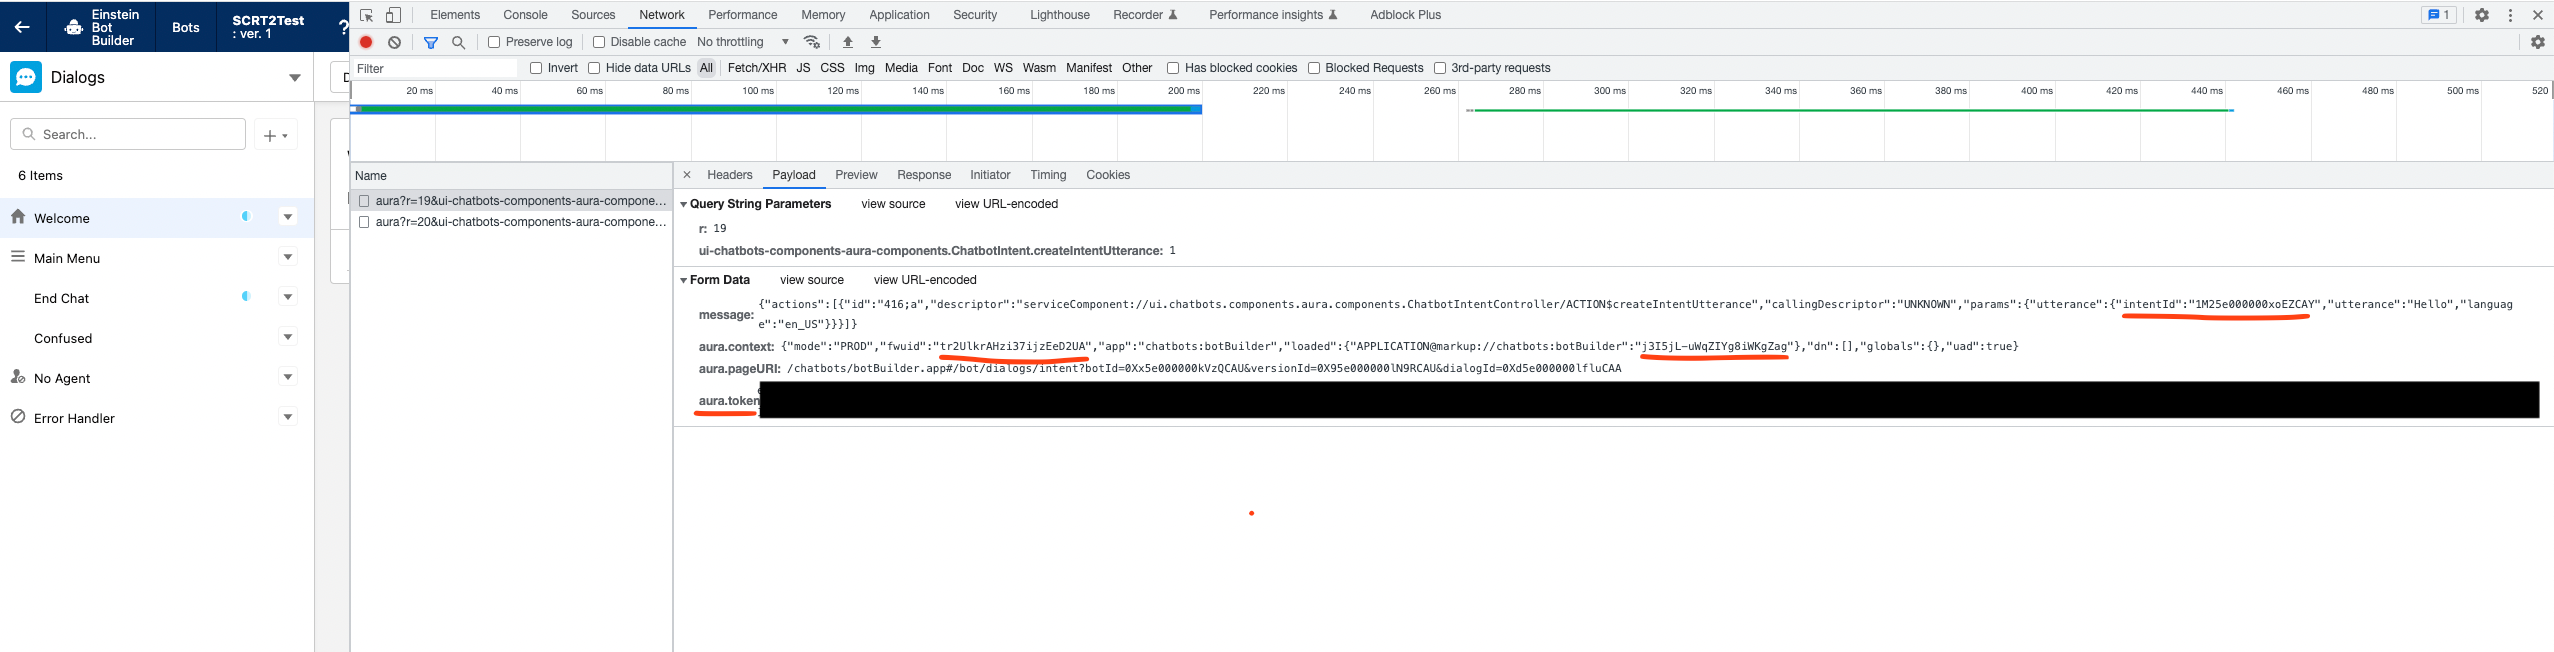 Einstein
Bot
Builder
Bots
SCRT2Test
: ver. 1
?
Dialogs
Search...
6 Items
Welcome
Main Menu
End Chat
Confused
No Agent
Error Handler
Elements Console Sources Network Performance Memory Application Security Lighthouse Recorder Performance insights Adblock Plus 1
Preserve log Disable cache No throttling
Filter Invert Hide data URLs All Fetch/XHR JS CSS Img Media Font Doc WS Wasm Manifest Other Has blocked cookies Blocked Requests 3rd-party requests
20 ms 40 ms 60 ms 80 ms 100 ms 120 ms 140 ms 160 ms 180 ms 200 ms 220 ms 240 ms 260 ms 280 ms 300 ms 320 ms 340 ms 360 ms 380 ms 400 ms 420 ms 440 ms 460 ms 480 ms 500 ms 520
Name
aura?r=19&ui-chatbots-components-aura-compone...
aura?r=20&ui-chatbots-components-aura-compone...
Headers Payload Preview Response Initiator Timing Cookies
Query String Parameters view source view URL-encoded
r: 19
ui-chatbots-components-aura-components.ChatbotIntent.createIntentUtterance: 1
Form Data view source view URL-encoded
message: {"actions":[{"id":"416;a","descriptor":"serviceComponent://ui.chatbots.components.aura.components.ChatbotIntentController/ACTION$createIntentUtterance","callingDescriptor":"UNKNOWN","params":{"utterance":{"intentId":"1M25e000000xoEZCAY","utterance":"Hello","languag
e":"en_US"}}}]}
aura.context: {"mode":"PROD","fwuid":"tr2UlkrAHzi37ijzEeD2UA","app":"chatbots:botBuilder","loaded":{"APPLICATION@markup://chatbots:botBuilder":"j3I5jL-uWqZIYg8iWKgZag"},"dn":[],"globals":{},"uad":true}
aura.pageURI: /chatbots/botBuilder.app#/bot/dialogs/intent?botId=0Xx5e000000kVzQCAU&versionId=0X95e000000lN9RCAU&dialogId=0Xd5e000000lfluCAA
aura.token